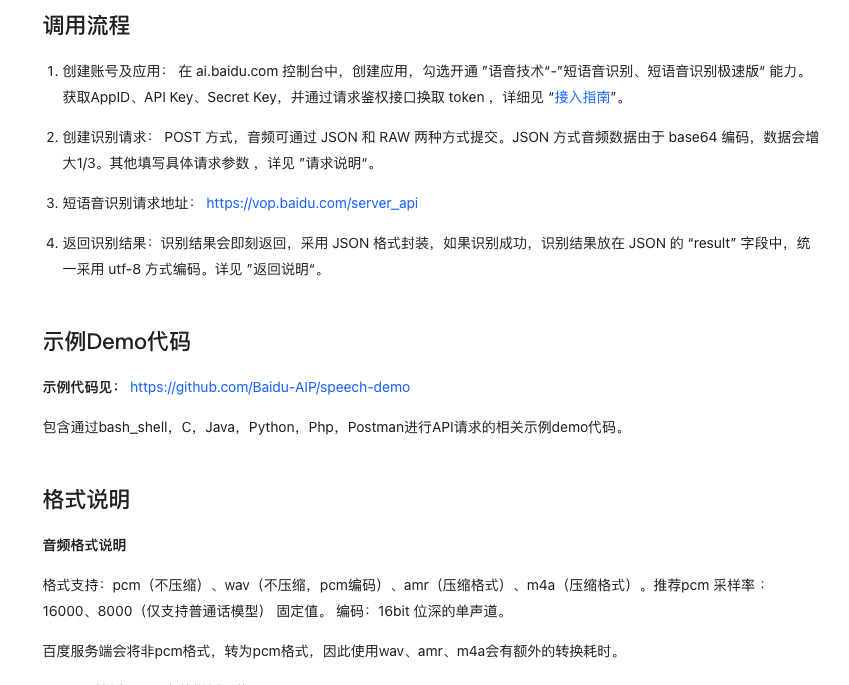 调用流程
1. 创建账号及应用： 在 ai.baidu.com 控制台中，创建应用，勾选开通 ”语音技术“-”短语音识别、短语音识别极速版“ 能力。
获取AppID、API Key、Secret Key，并通过请求鉴权接口换取 token ，详细见 “接入指南”。
2. 创建识别请求： POST 方式，音频可通过 JSON 和 RAW 两种方式提交。JSON 方式音频数据由于 base64 编码，数据会增
大1/3。其他填写具体请求参数 ，详见 ”请求说明“。
3. 短语音识别请求地址： https://vop.baidu.com/server_api
4. 返回识别结果：识别结果会即刻返回，采用 JSON 格式封装，如果识别成功，识别结果放在 JSON 的 “result” 字段中，统
一采用 utf-8 方式编码。详见 ”返回说明“。
示例Demo代码
示例代码见： https://github.com/Baidu-AIP/speech-demo
包含通过bash_shell，C，Java，Python，Php，Postman进行API请求的相关示例demo代码。
格式说明
音频格式说明
格式支持：pcm（不压缩）、wav（不压缩，pcm编码）、amr（压缩格式）、m4a（压缩格式）。推荐pcm 采样率 ：
16000、8000（仅支持普通话模型） 固定值。 编码：16bit 位深的单声道。
百度服务端会将非pcm格式，转为pcm格式，因此使用wav、amr、m4a会有额外的转换耗时。